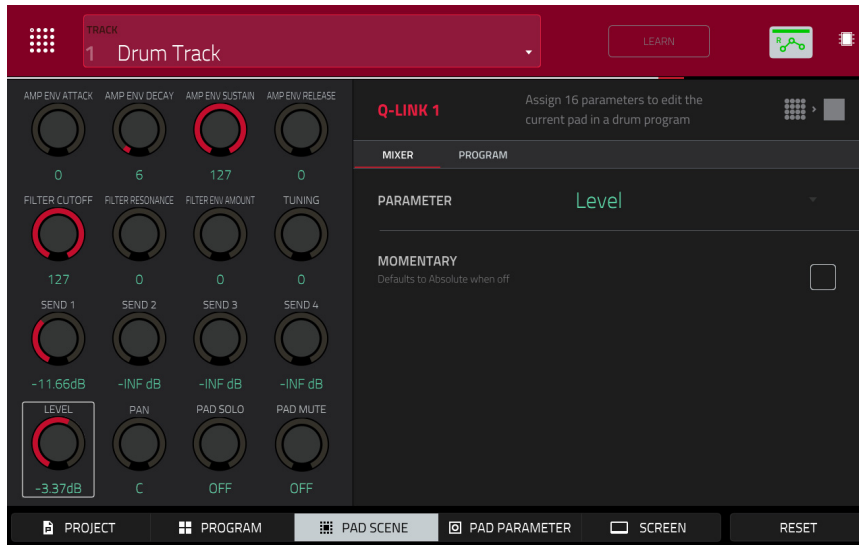 TRACK
1 Drum Track
LEARN
R
AMP ENV ATTACK AMP ENV DECAY AMP ENV SUSTAIN AMP ENV RELEASE
0 6 127 0
FILTER CUTOFF FILTER RESONANCE FILTER ENV AMOUNT TUNING
127 0 0 0
SEND 1 SEND 2 SEND 3 SEND 4
-11.66dB -INF dB -INF dB -INF dB
LEVEL PAN PAD SOLO PAD MUTE
-3.37dB C OFF OFF
Q-LINK 1
Assign 16 parameters to edit the
current pad in a drum program
MIXER PROGRAM
PARAMETER Level
MOMENTARY
Defaults to Absolute when off
PROJECT PROGRAM PAD SCENE PAD PARAMETER SCREEN RESET